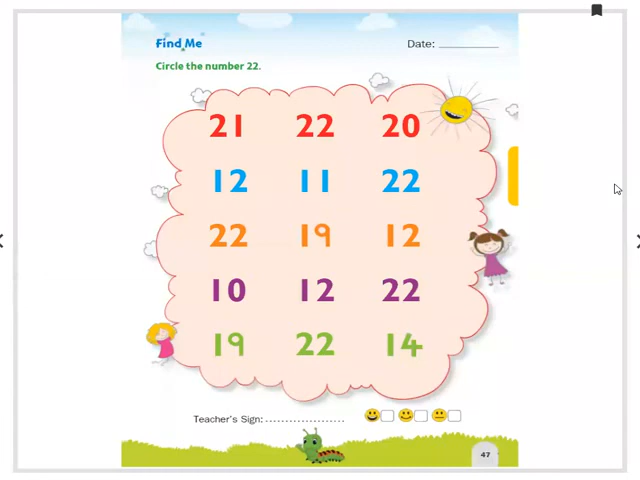 Find Me
Date: ____________
Circle the number 22.
21 22 20
12 11 22
22 19 12
10 12 22
19 22 14
Teacher's Sign: ...................
47